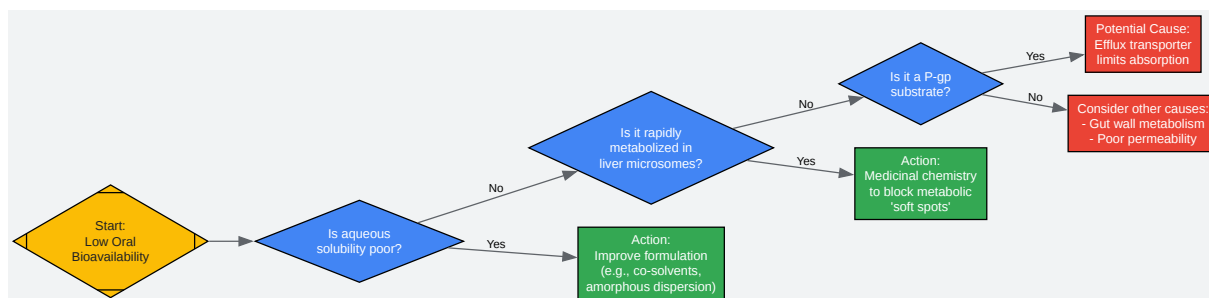 Start:
Low Oral
Bioavailability
Is aqueous
solubility poor?
Yes
Action:
Improve formulation
(e.g., co-solvents,
amorphous dispersion)
No
Is it rapidly
metabolized in
liver microsomes?
Yes
Action:
Medicinal chemistry
to block metabolic
'soft spots'
No
Is it a P-gp
substrate?
Yes
Potential Cause:
Efflux transporter
limits absorption
No
Consider other causes:
- Gut wall metabolism
- Poor permeability